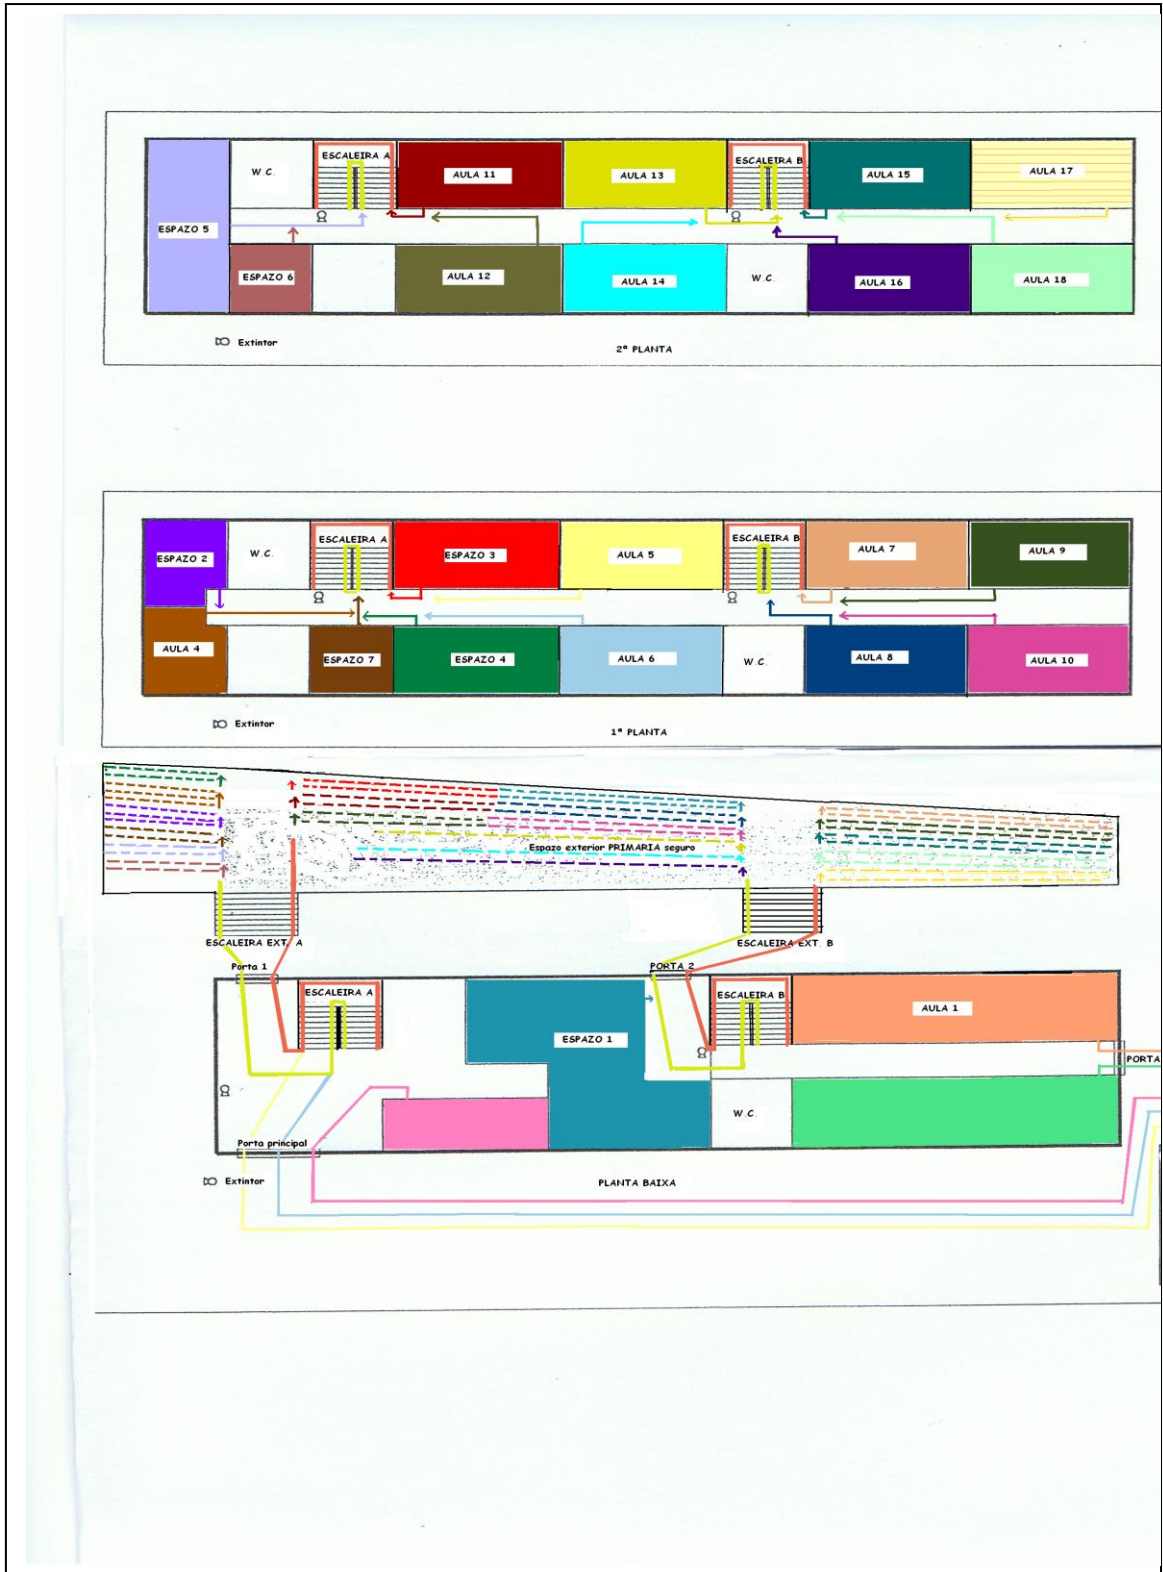 W.C.
ESCALEIRA A
AULA 11
AULA 13
ESCALEIRA B
AULA 15
AULA 17
ESPAZO 5
ESPAZO 6
AULA 12
AULA 14
W.C.
AULA 16
AULA 18
Extintor
2ª PLANTA
ESPAZO 2
W.C.
ESCALEIRA A
ESPAZO 3
AULA 5
ESCALEIRA B
AULA 7
AULA 9
AULA 4
ESPAZO 7
ESPAZO 4
AULA 6
W.C.
AULA 8
AULA 10
Extintor
1ª PLANTA
Espazo exterior PRIMARIA seguro
ESCALEIRA EXT. A
ESCALEIRA EXT. B
Porta 1
PORTA 2
ESCALEIRA A
ESCALEIRA B
AULA 1
ESPAZO 1
PORTA
W.C.
Porta principal
Extintor
PLANTA BAIXA